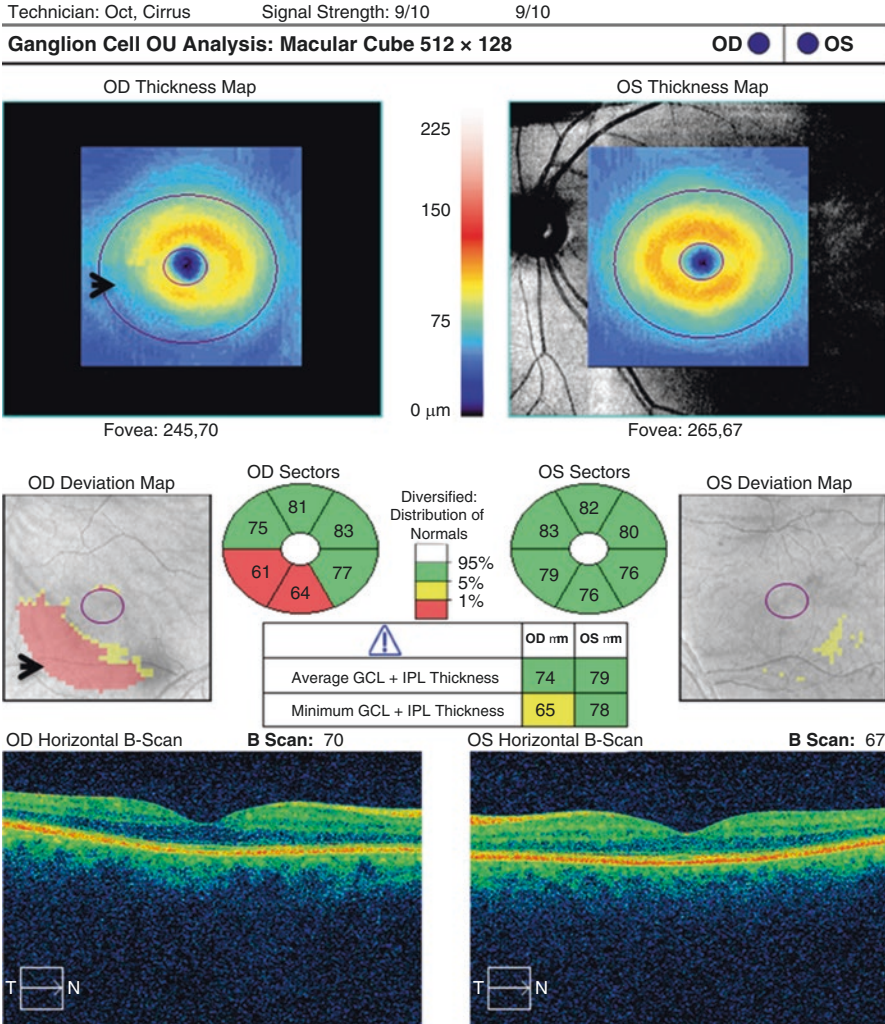 Technician: Oct, Cirrus Signal Strength: 9/10 9/10
Ganglion Cell OU Analysis: Macular Cube 512 × 128 OD OS
OD Thickness Map
OS Thickness Map
225
150
75
0 μm
Fovea: 245,70
Fovea: 265,67
OD Deviation Map
OD Sectors
81
75 83
61 77
64
Diversified:
Distribution of
Normals
95%
5%
1%
OS Sectors
82
83 80
79 76
76
OS Deviation Map
OD mm OS mm
Average GCL + IPL Thickness 74 79
Minimum GCL + IPL Thickness 65 78
OD Horizontal B-Scan B Scan: 70
OS Horizontal B-Scan B Scan: 67
T N
T N